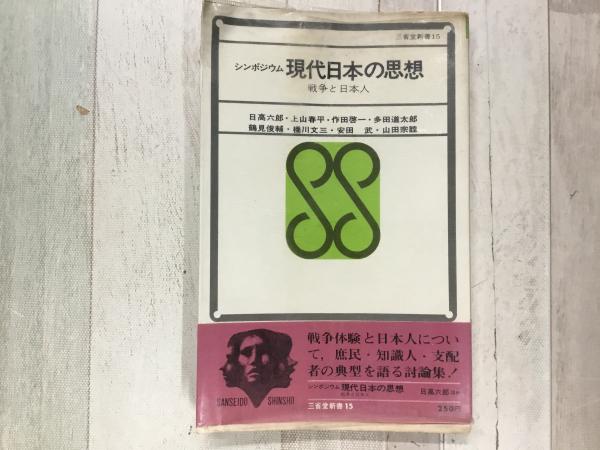 三省堂新書15
シンポジウム 現代日本の思想
戦争と日本人
日高六郎・上山春平・作田啓一・多田道太郎
鶴見俊輔・橋川文三・安田 武・山田宗睦
戦争体験と日本人につい
て，庶民・知識人・支配
者の典型を語る討論集！
シンポジウム 現代日本の思想
戦争と日本人
日高六郎ほか
SANSEIDO SHINSHO
三省堂新書15
250円